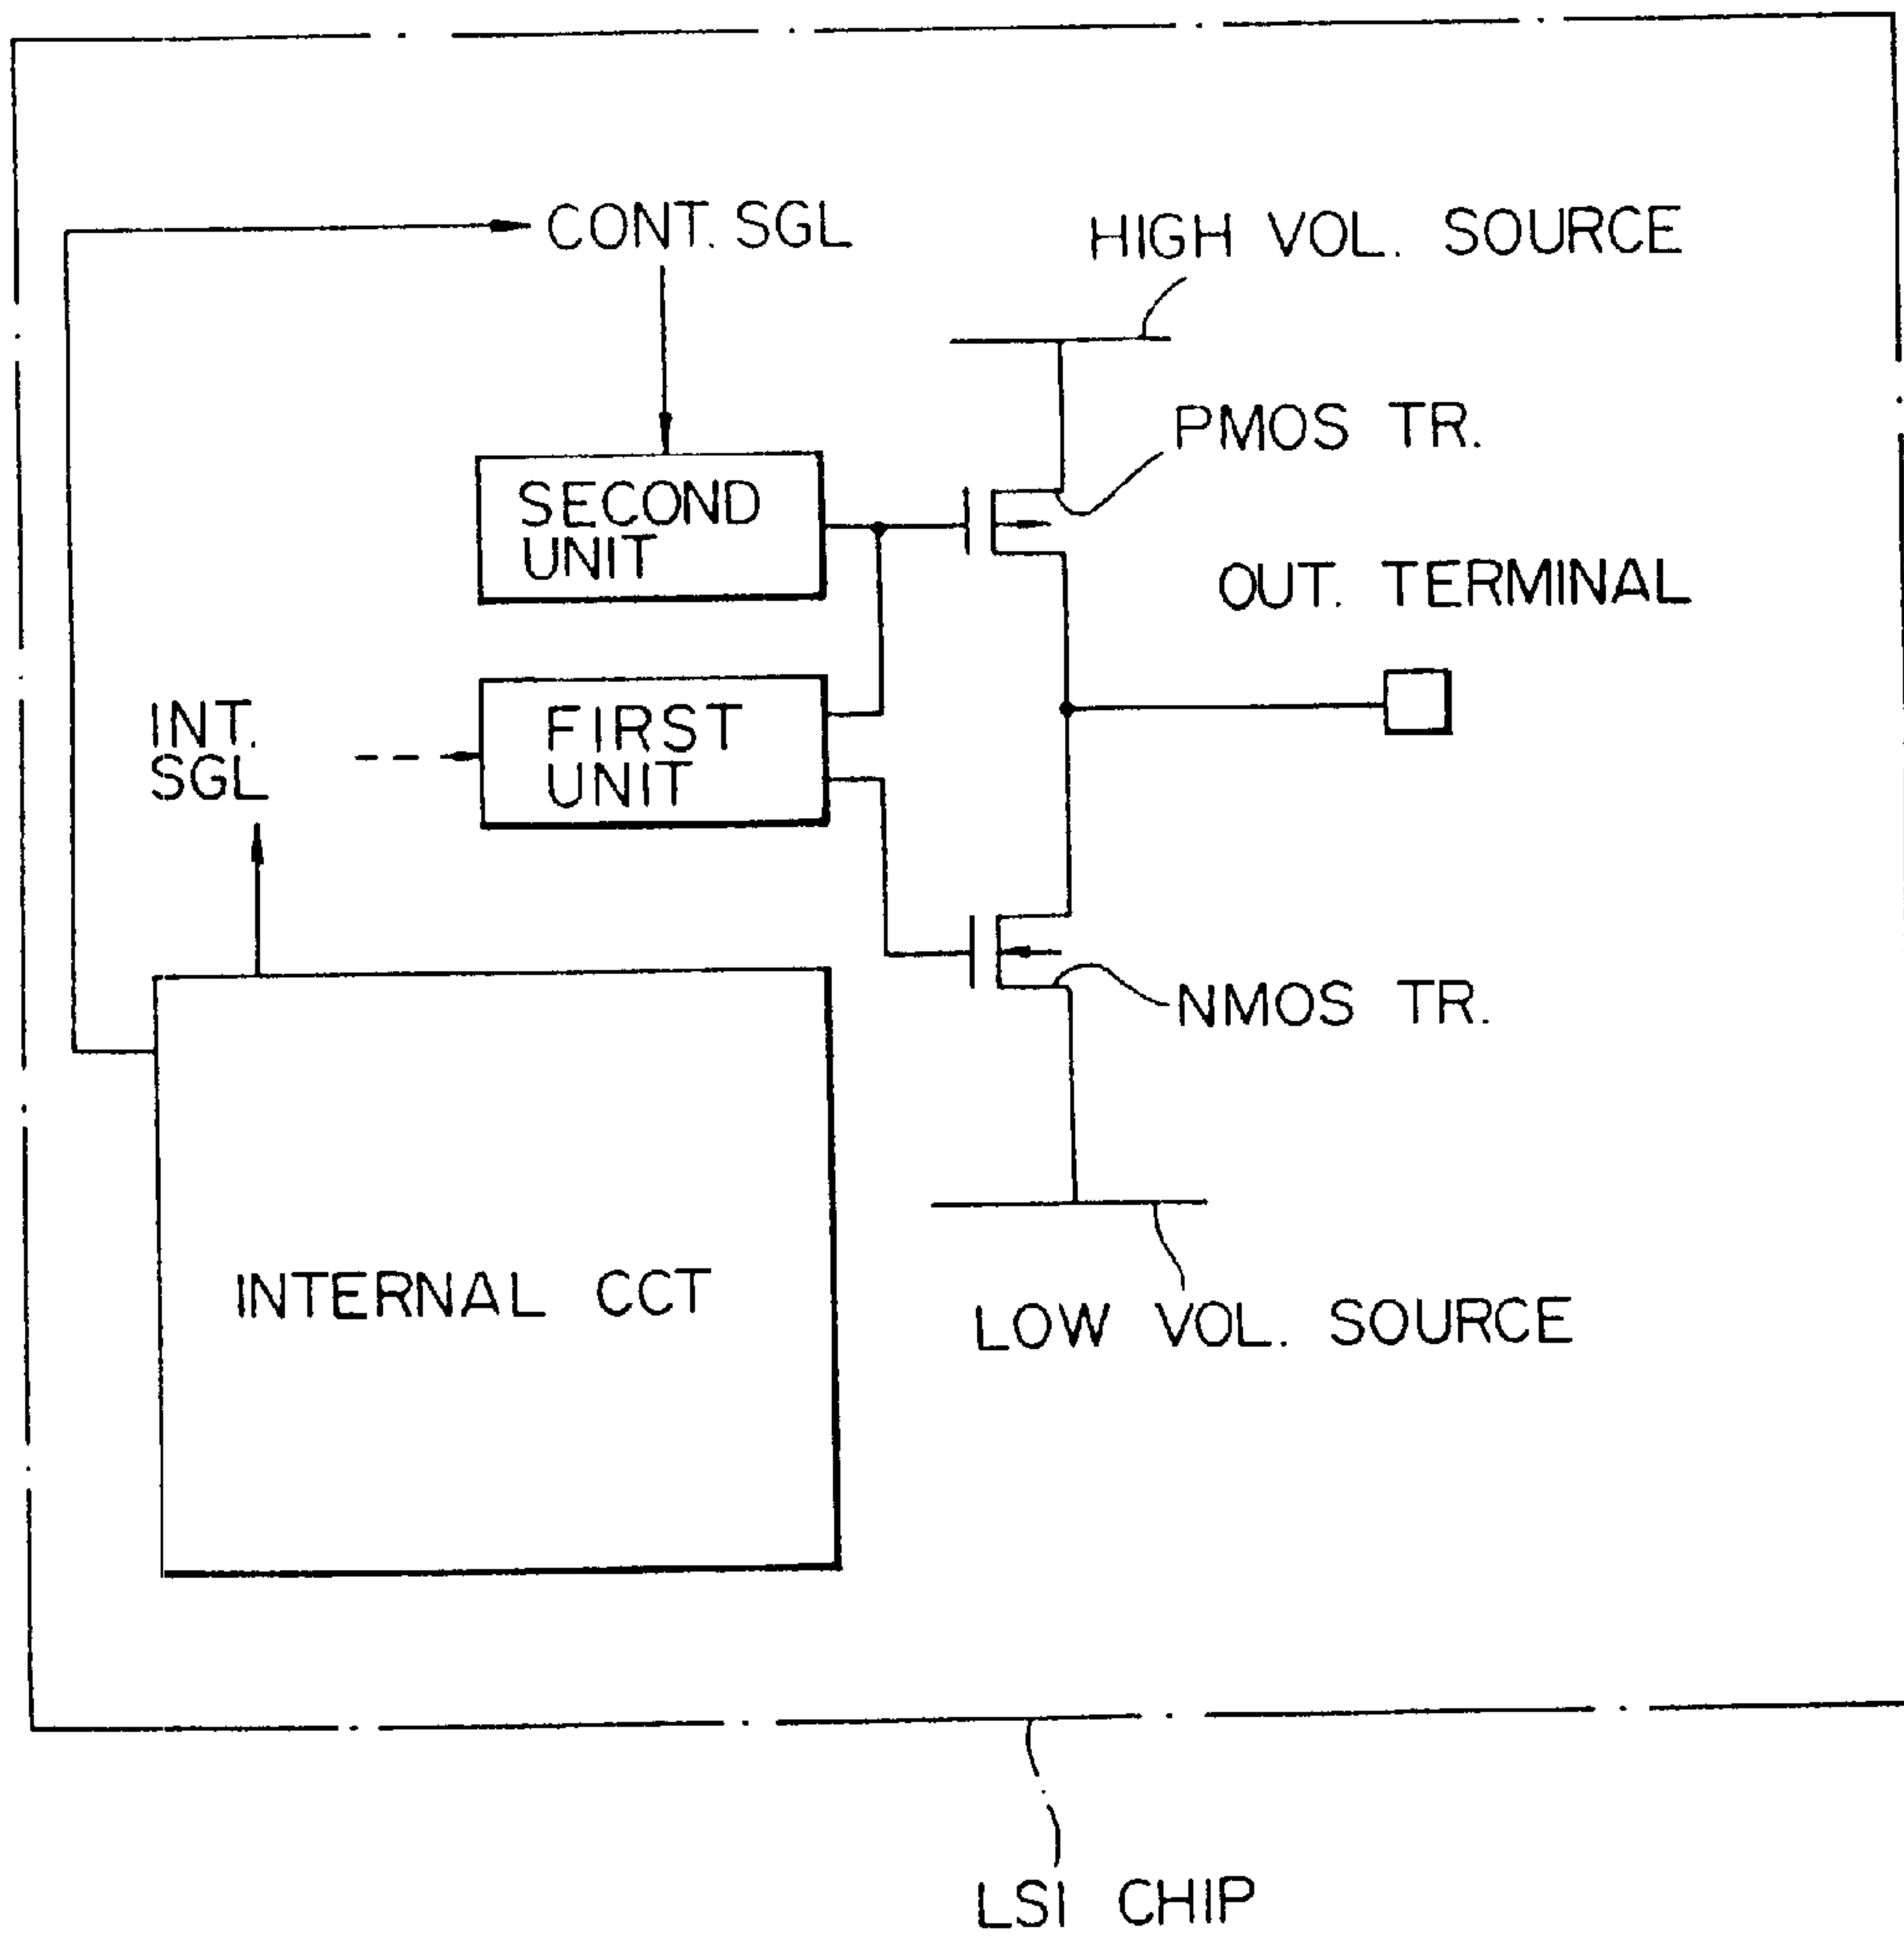 CONT. SGL
HIGH VOL. SOURCE
PMOS TR.
SECOND
UNIT
OUT. TERMINAL
INT.
SGL
FIRST
UNIT
NMOS TR.
INTERNAL CCT
LOW VOL. SOURCE
LSI CHIP